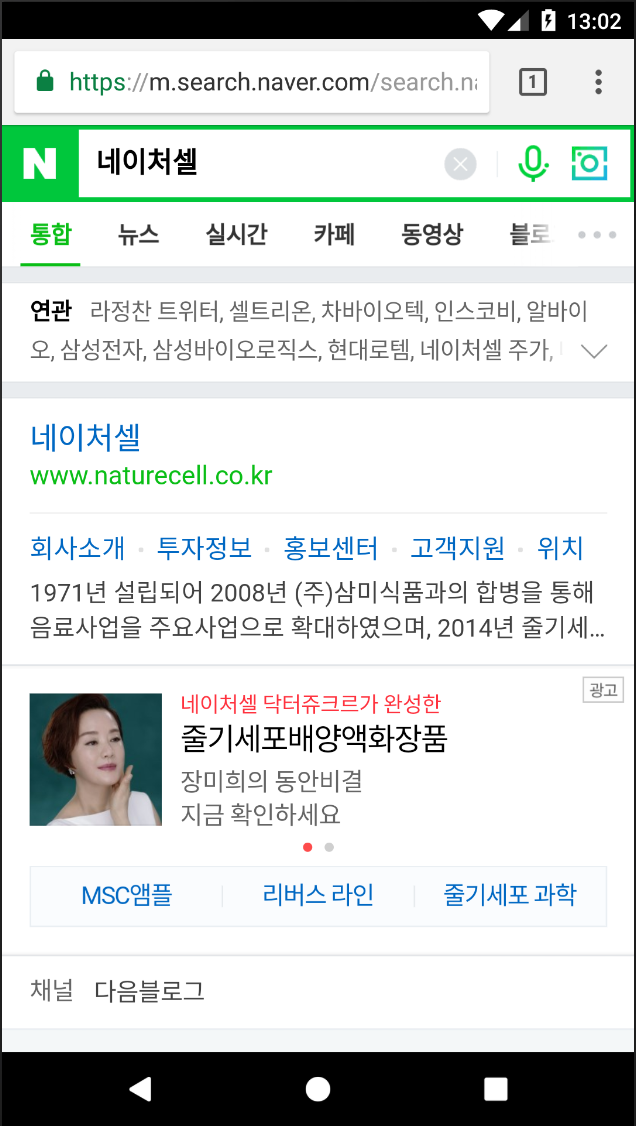 13:02
https://m.search.naver.com/search.na
1
N
네이처셀
통합 뉴스 실시간 카페 동영상 블로
연관 라정찬 트위터, 셀트리온, 차바이오텍, 인스코비, 알바이
오, 삼성전자, 삼성바이오로직스, 현대로템, 네이처셀 주가,
네이처셀
www.naturecell.co.kr
회사소개 · 투자정보 · 홍보센터 · 고객지원 · 위치
1971년 설립되어 2008년 (주)삼미식품과의 합병을 통해
음료사업을 주요사업으로 확대하였으며, 2014년 줄기세...
광고
네이처셀 닥터쥬크르가 완성한
줄기세포배양액화장품
장미희의 동안비결
지금 확인하세요
MSC앰플 리버스 라인 줄기세포 과학
채널 다음블로그